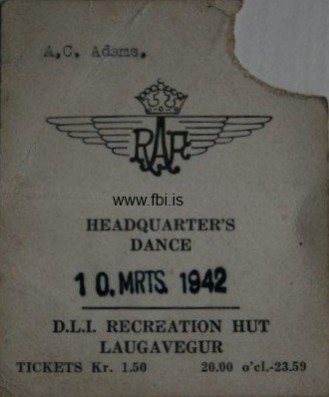 A.C. Adams.
RAF
www.fbi.is
HEADQUARTER'S
DANCE
10. MRTS. 1942
D.L.I. RECREATION HUT
LAUGAVEGUR
TICKETS Kr. 1.50 20.00 o'cl.-23.59